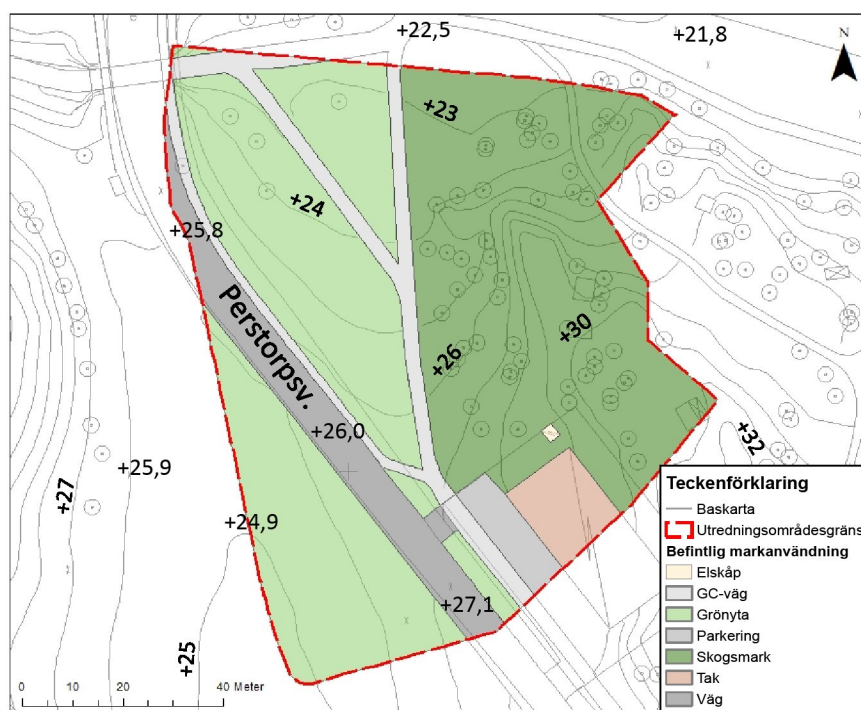 +22,5
+21,8
N
+23
+24
+25,8
Perstorpsv.
+30
+26
+26,0
+32
+25,9
+27
+24,9
+27,1
+25
0 10 20 40 Meter
Teckenförklaring
Baskarta
Utredningsområdesgräns
Befintlig markanvändning
Elskåp
GC-väg
Grönyta
Parkering
Skogsmark
Tak
Väg